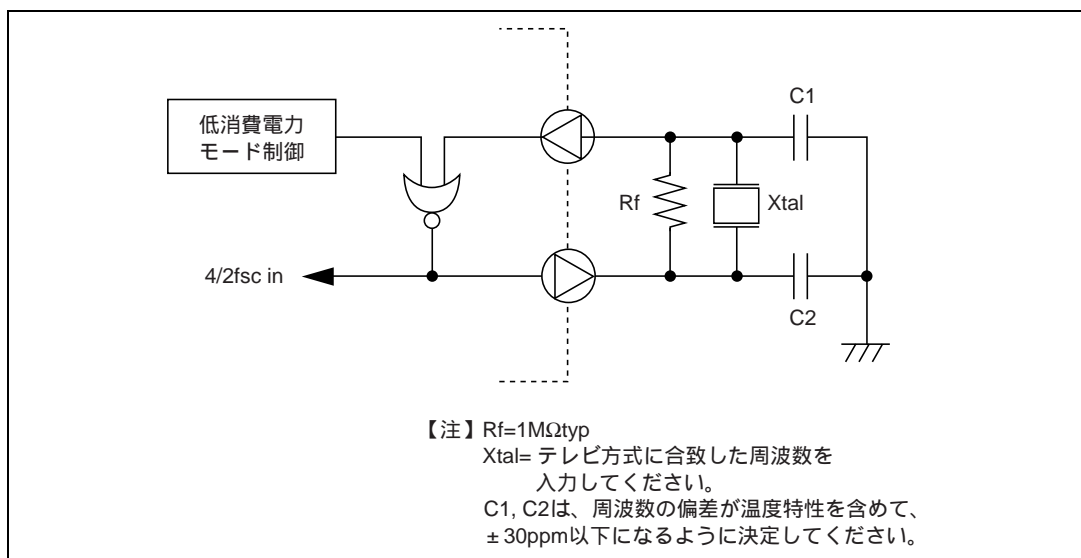 C1
低消費電力
モード制御
Rf
Xtal
4/2fsc in
C2
【注】Rf=1MΩtyp
Xtal= テレビ方式に合致した周波数を
入力してください。
C1, C2は、周波数の偏差が温度特性を含めて、
±30ppm以下になるように決定してください。